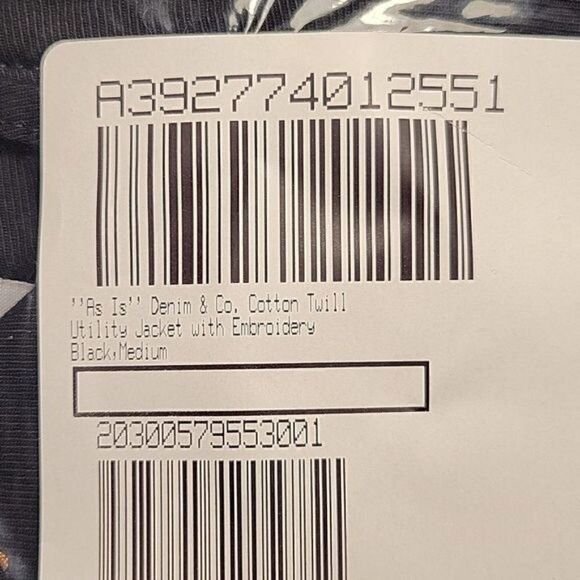 A392774012551
''As Is'' Denim & Co. Cotton Twill
Utility Jacket with Embroidery
Black,Medium
20300579553001